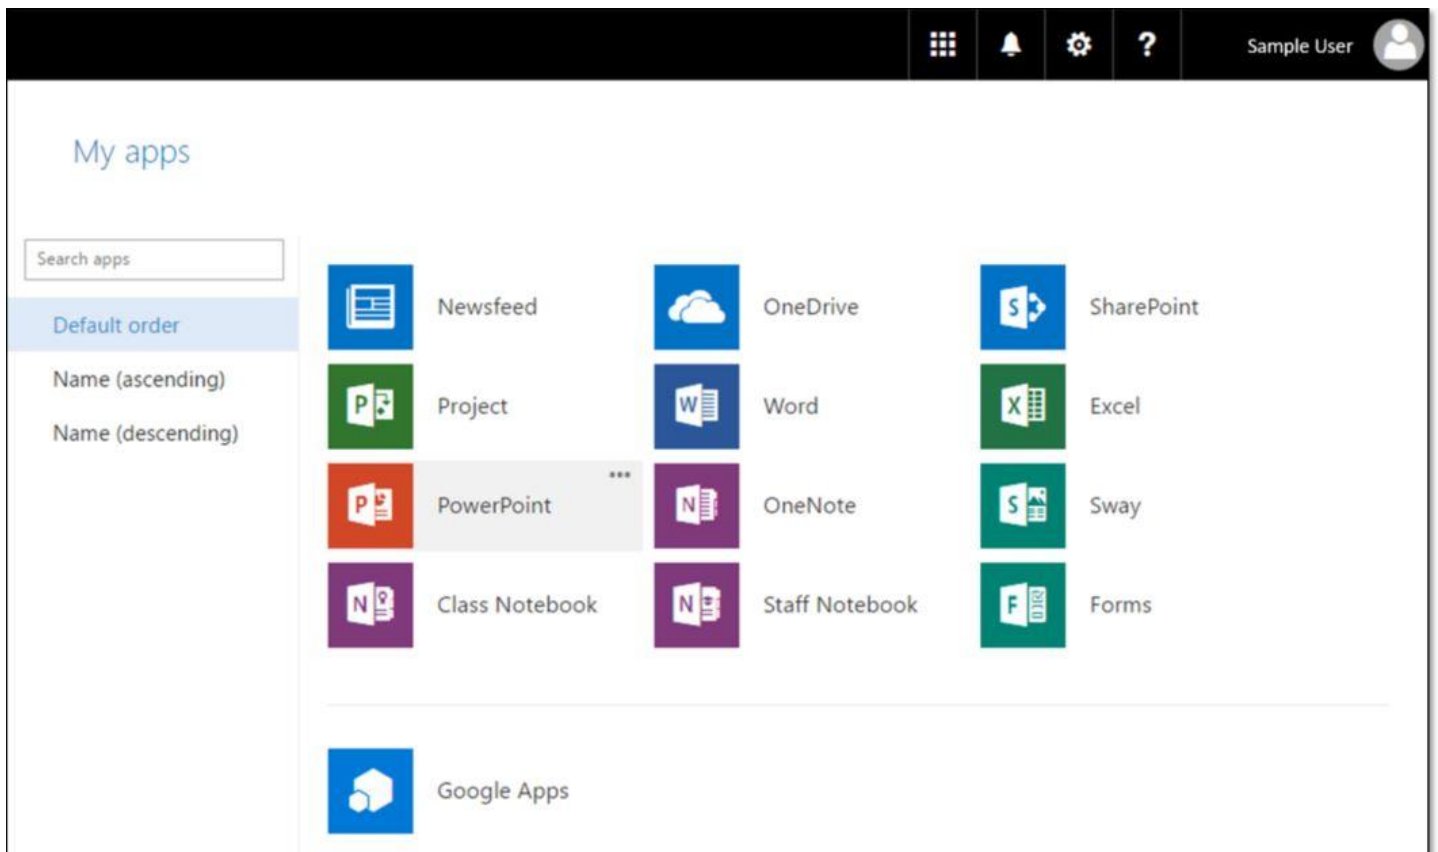 ? Sample User
My apps
Search apps
Default order
Name (ascending)
Name (descending)
Newsfeed OneDrive S SharePoint
P Project W Word X Excel
P PowerPoint ••• N OneNote S Sway
N Class Notebook N Staff Notebook F Forms
Google Apps